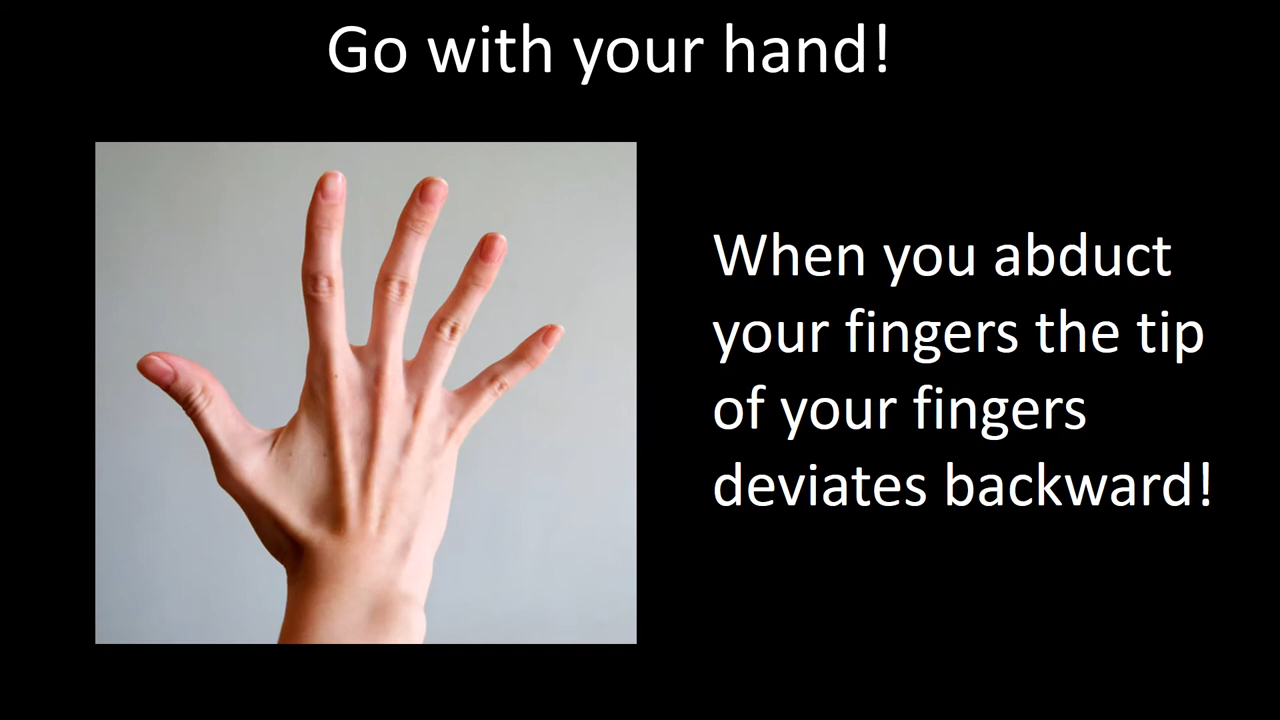 Go with your hand!
When you abduct
your fingers the tip
of your fingers
deviates backward!